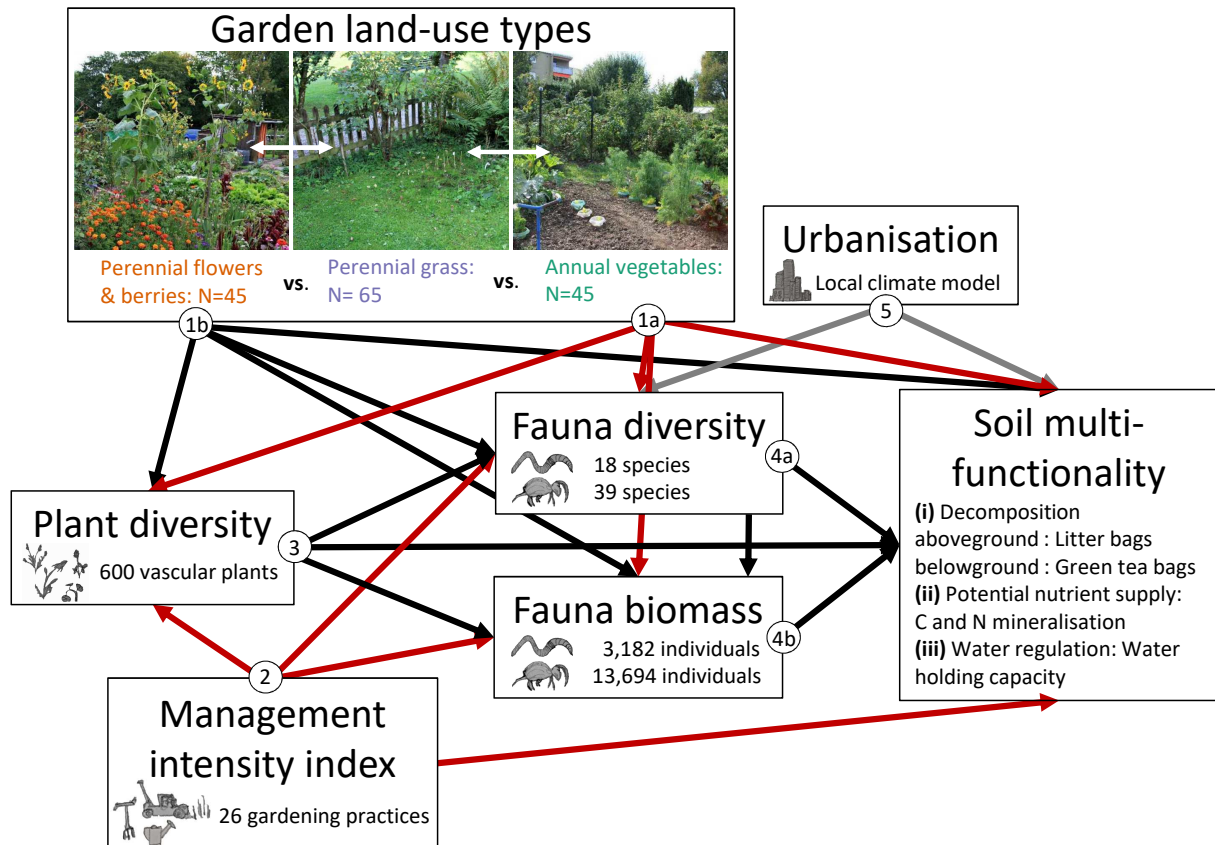 Garden land-use types
Perennial flowers
& berries: N=45
vs.
Perennial grass:
N= 65
vs.
Annual vegetables:
N=45
Urbanisation
Local climate model
1b
1a
5
Fauna diversity
18 species
39 species
4a
Soil multi-
functionality
(i) Decomposition
aboveground : Litter bags
belowground : Green tea bags
(ii) Potential nutrient supply:
C and N mineralisation
(iii) Water regulation: Water
holding capacity
Plant diversity
600 vascular plants
3
Fauna biomass
3,182 individuals
13,694 individuals
4b
2
Management
intensity index
26 gardening practices